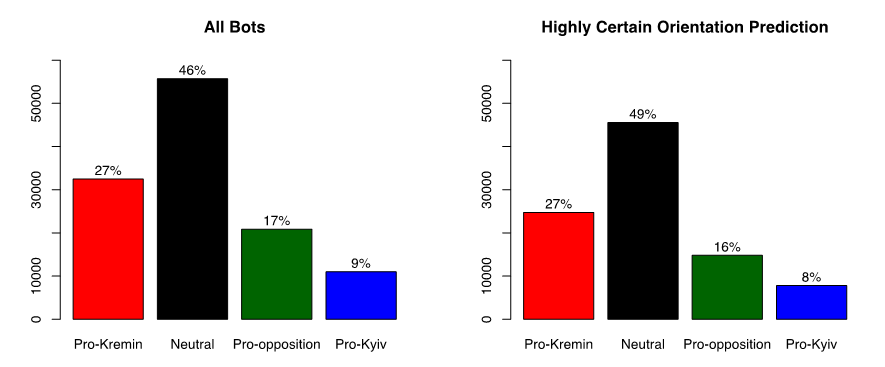 All Bots
50000
30000
10000
0
27%
46%
17%
9%
Pro-Kremin
Neutral
Pro-opposition
Pro-Kyiv
Highly Certain Orientation Prediction
50000
30000
10000
0
27%
49%
16%
8%
Pro-Kremin
Neutral
Pro-opposition
Pro-Kyiv